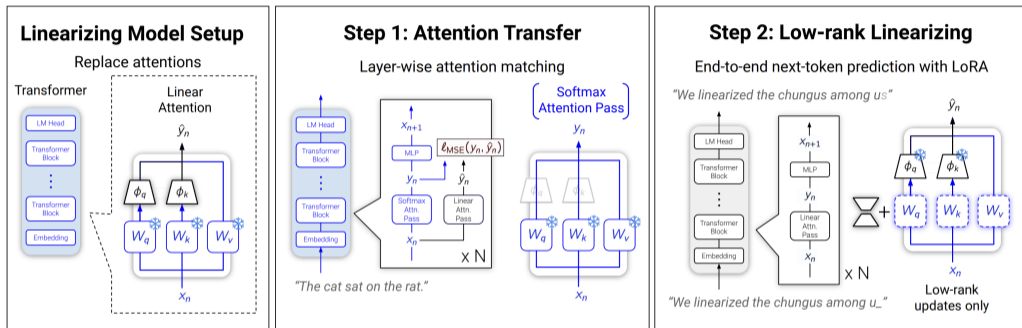 Linearizing Model Setup
Replace attentions
Transformer
Linear
Attention
LM Head
Transformer
Block
Transformer
Block
Embedding
ŷₙ
ϕq
ϕk
Wq
Wk
Wv
xₙ
Step 1: Attention Transfer
Layer-wise attention matching
LM Head
Transformer
Block
Transformer
Block
Embedding
"The cat sat on the rat."
xₙ₊₁
MLP
ℓMSE(yₙ, ŷₙ)
yₙ
ŷₙ
Softmax
Attn.
Pass
Linear
Attn.
Pass
xₙ
x N
Softmax
Attention Pass
yₙ
ϕq
ϕk
Wq
Wk
Wv
xₙ
Step 2: Low-rank Linearizing
End-to-end next-token prediction with LoRA
"We linearized the chungus among us"
LM Head
Transformer
Block
Transformer
Block
Embedding
"We linearized the chungus among u_"
xₙ₊₁
MLP
yₙ
Linear
Attn.
Pass
xₙ
x N
+
ŷₙ
ϕq
ϕk
Wq
Wk
Wv
xₙ
Low-rank
updates only